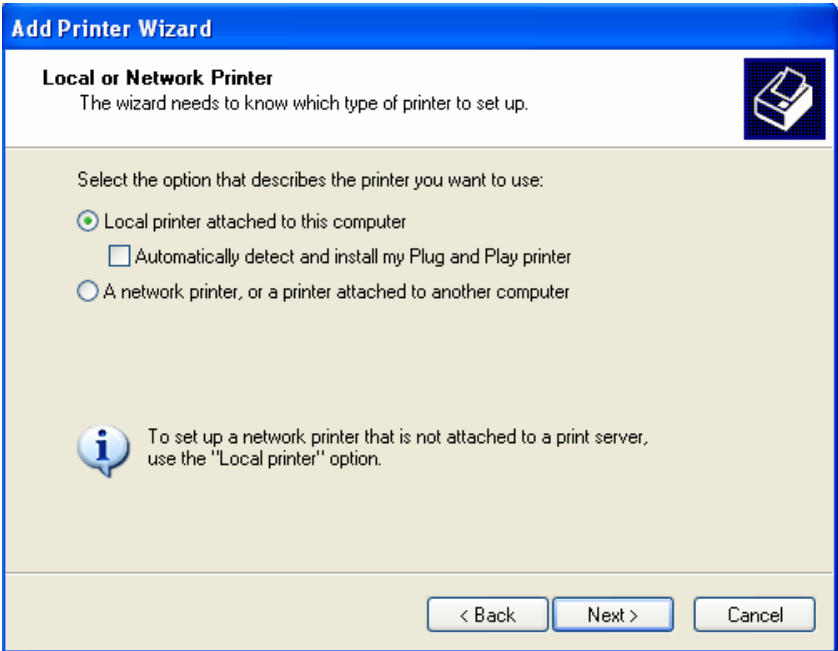 Add Printer Wizard
Local or Network Printer
The wizard needs to know which type of printer to set up.
Select the option that describes the printer you want to use:
Local printer attached to this computer
Automatically detect and install my Plug and Play printer
A network printer, or a printer attached to another computer
To set up a network printer that is not attached to a print server,
use the "Local printer" option.
< Back Next > Cancel